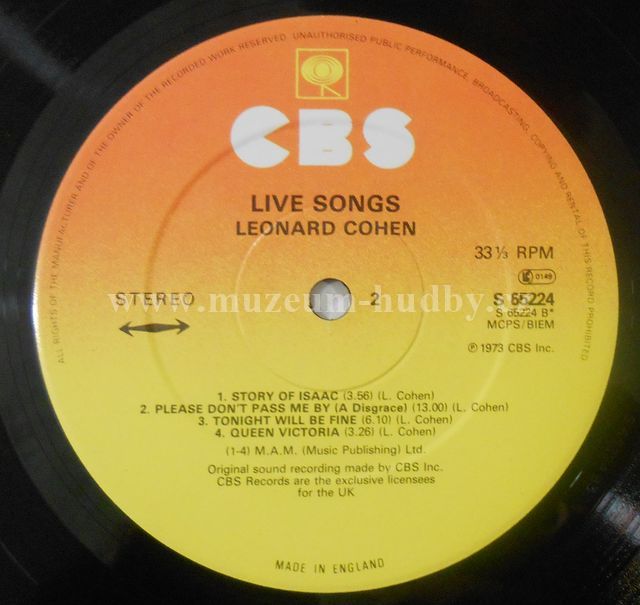 ALL RIGHTS OF THE MANUFACTURER AND OF THE OWNER OF THE RECORDED WORK RESERVED. UNAUTHORISED PUBLIC PERFORMANCE, BROADCASTING, COPYING AND RENTAL OF THIS RECORD PROHIBITED
CBS
LIVE SONGS
LEONARD COHEN
33⅓ RPM
LC 0149
STEREO
2
S 65224
www.muzeum-hudby.
S 65224 B*
MCPS/BIEM
℗ 1973 CBS Inc.
1. STORY OF ISAAC (3.56) (L. Cohen)
2. PLEASE DON'T PASS ME BY (A Disgrace) (13.00) (L. Cohen)
3. TONIGHT WILL BE FINE (6.10) (L. Cohen)
4. QUEEN VICTORIA (3.26) (L. Cohen)
(1-4) M.A.M. (Music Publishing) Ltd.
Original sound recording made by CBS Inc.
CBS Records are the exclusive licensees
for the UK
MADE IN ENGLAND